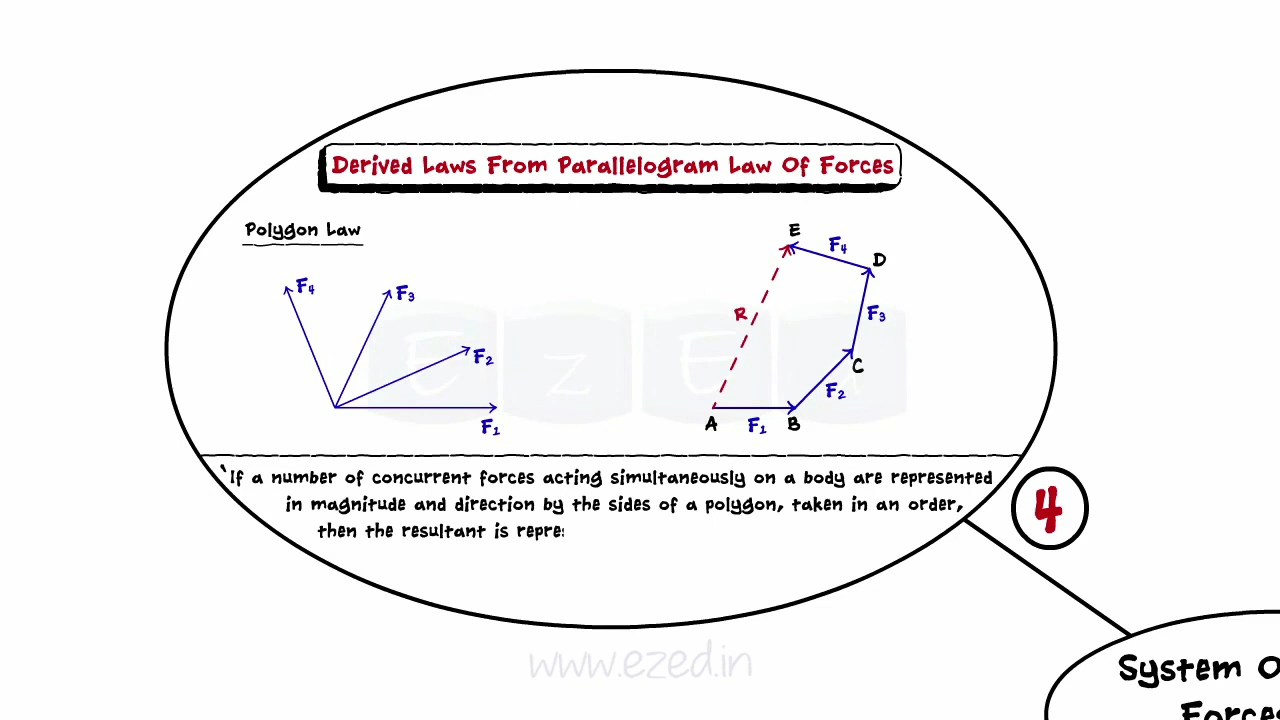 Derived Laws From Parallelogram Law Of Forces
Polygon Law
F4
F3
F2
F1
E
F4
D
R
F3
C
F2
A
F1
B
EzEd
'If a number of concurrent forces acting simultaneously on a body are represented
in magnitude and direction by the sides of a polygon, taken in an order,
then the resultant is repre
4
www.ezed.in
System O
Forces